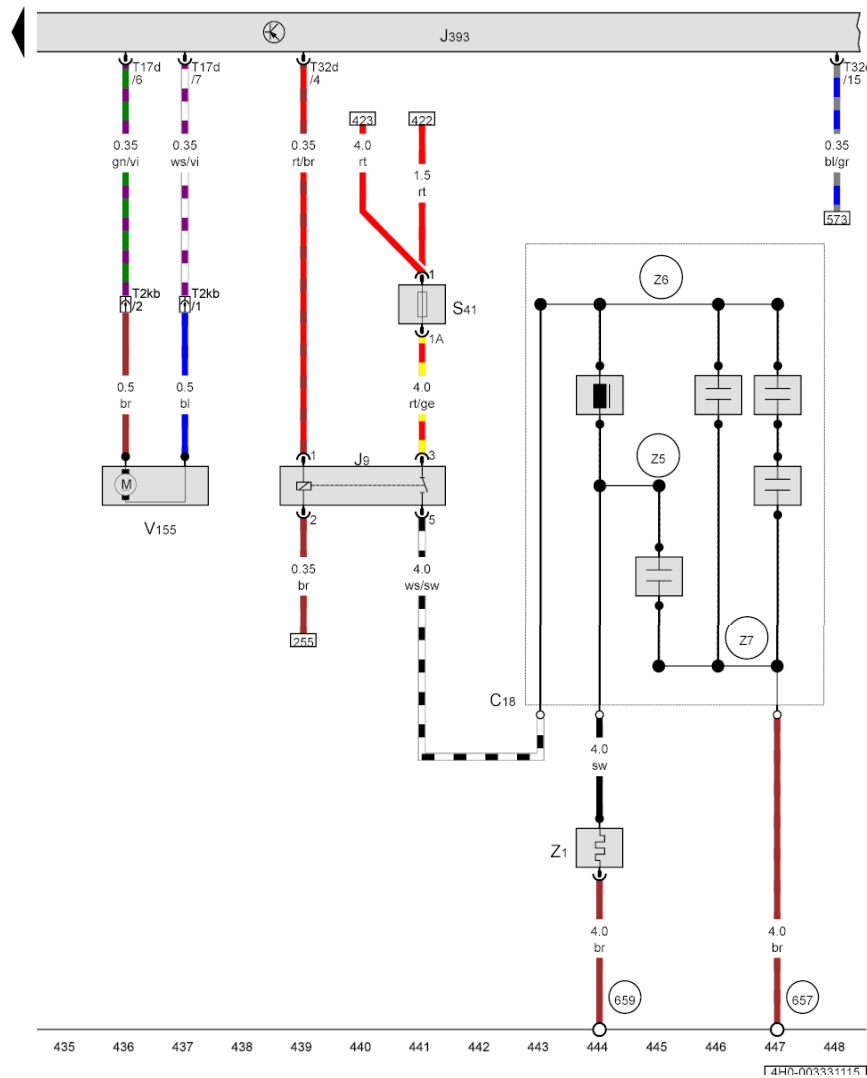 J393
T17d
/6
T17d
/7
T32d
/4
/15
423
422
0.35
gn/vi
0.35
ws/vi
0.35
rt/br
4.0
rt
1.5
rt
0.35
bl/gr
573
Z6
1
S41
1A
T2kb
/2
T2kb
/1
0.5
br
0.5
bl
4.0
rt/ge
1
J9
3
Z5
M
V155
2
5
0.35
br
4.0
ws/sw
255
Z7
C18
4.0
sw
Z1
4.0
br
4.0
br
659
657
435 436 437 438 439 440 441 442 443 444 445 446 447 448
4H0-003331115